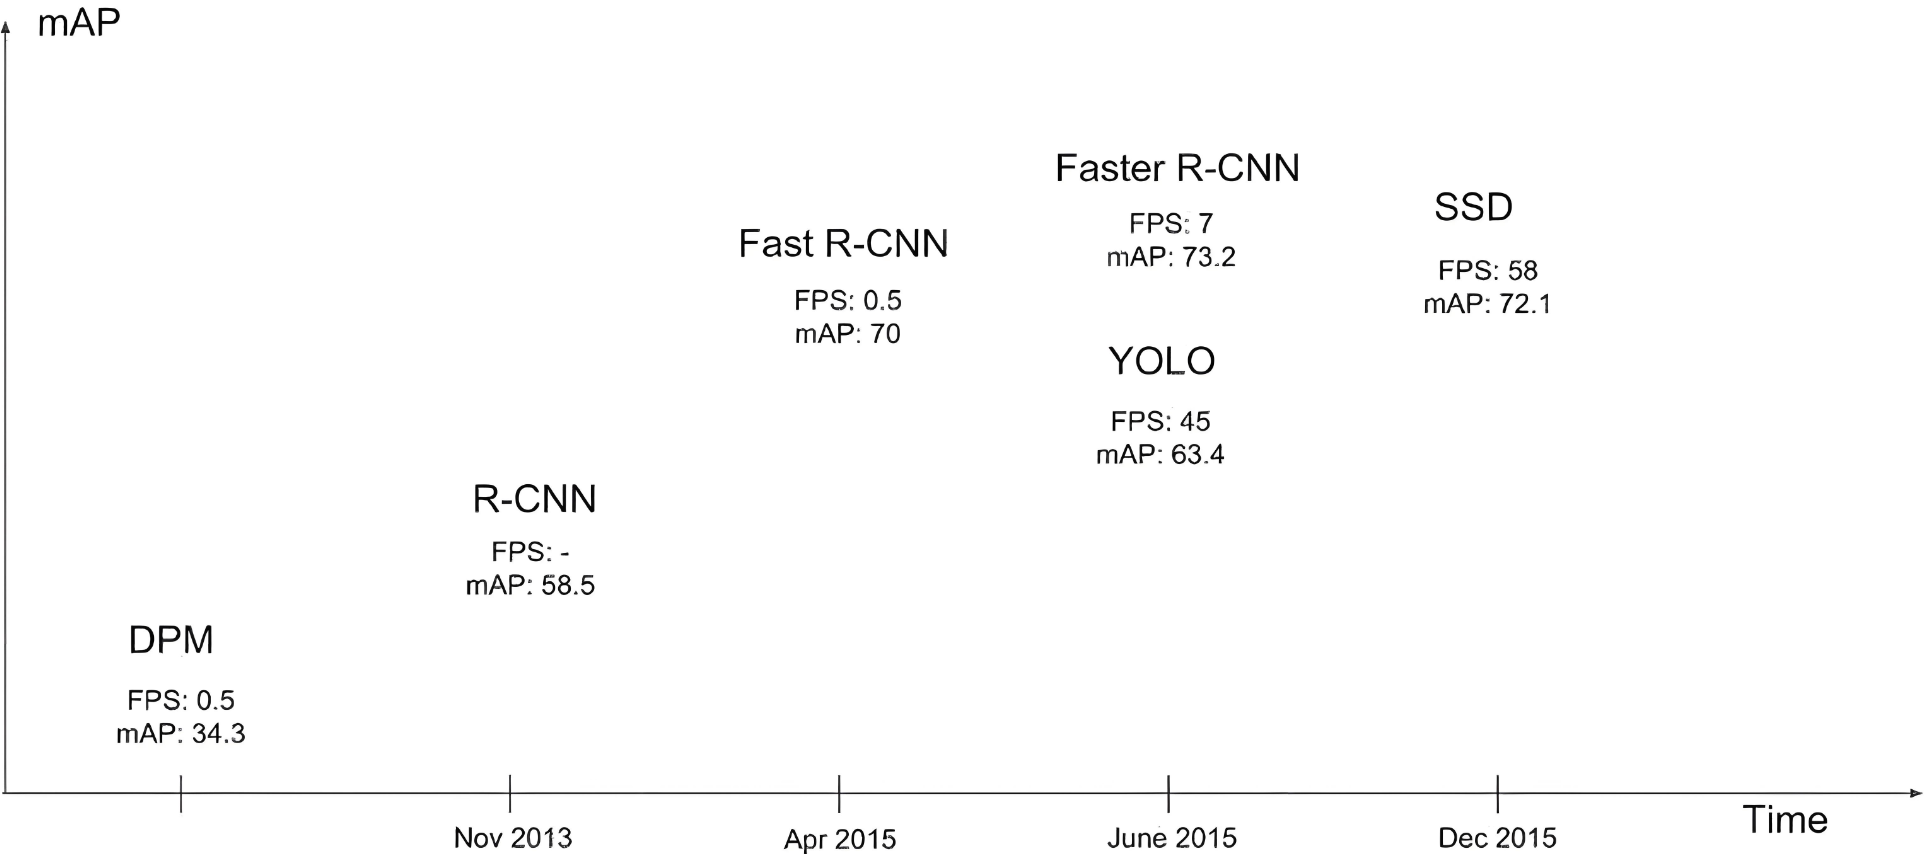 mAP
Faster R-CNN
FPS: 7
mAP: 73.2
SSD
FPS: 58
mAP: 72.1
Fast R-CNN
FPS: 0.5
mAP: 70
YOLO
FPS: 45
mAP: 63.4
R-CNN
FPS: -
mAP: 58.5
DPM
FPS: 0.5
mAP: 34.3
Nov 2013
Apr 2015
June 2015
Dec 2015
Time